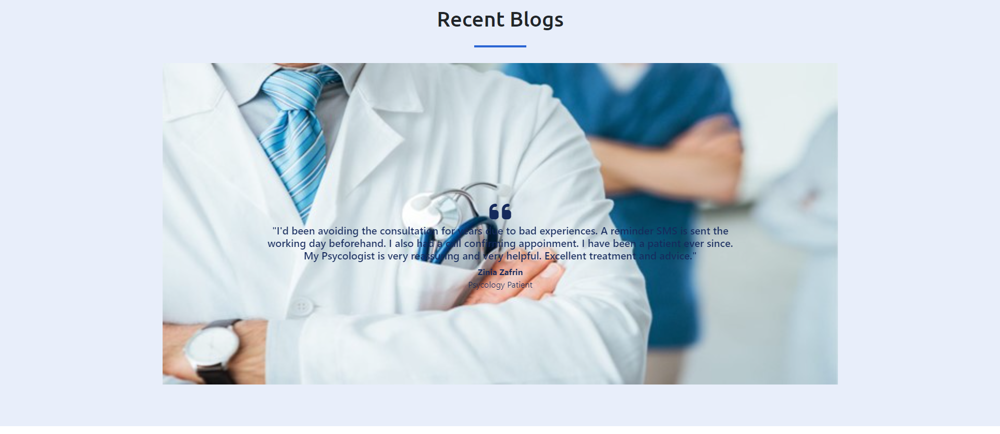 Recent Blogs
"I'd been avoiding the consultation for years due to bad experiences. A reminder SMS is sent the
working day beforehand. I also had a call confirming appoinment. I have been a patient ever since.
My Psycologist is very reassuring and very helpful. Excellent treatment and advice."
Zinia Zafrin
Psycology Patient